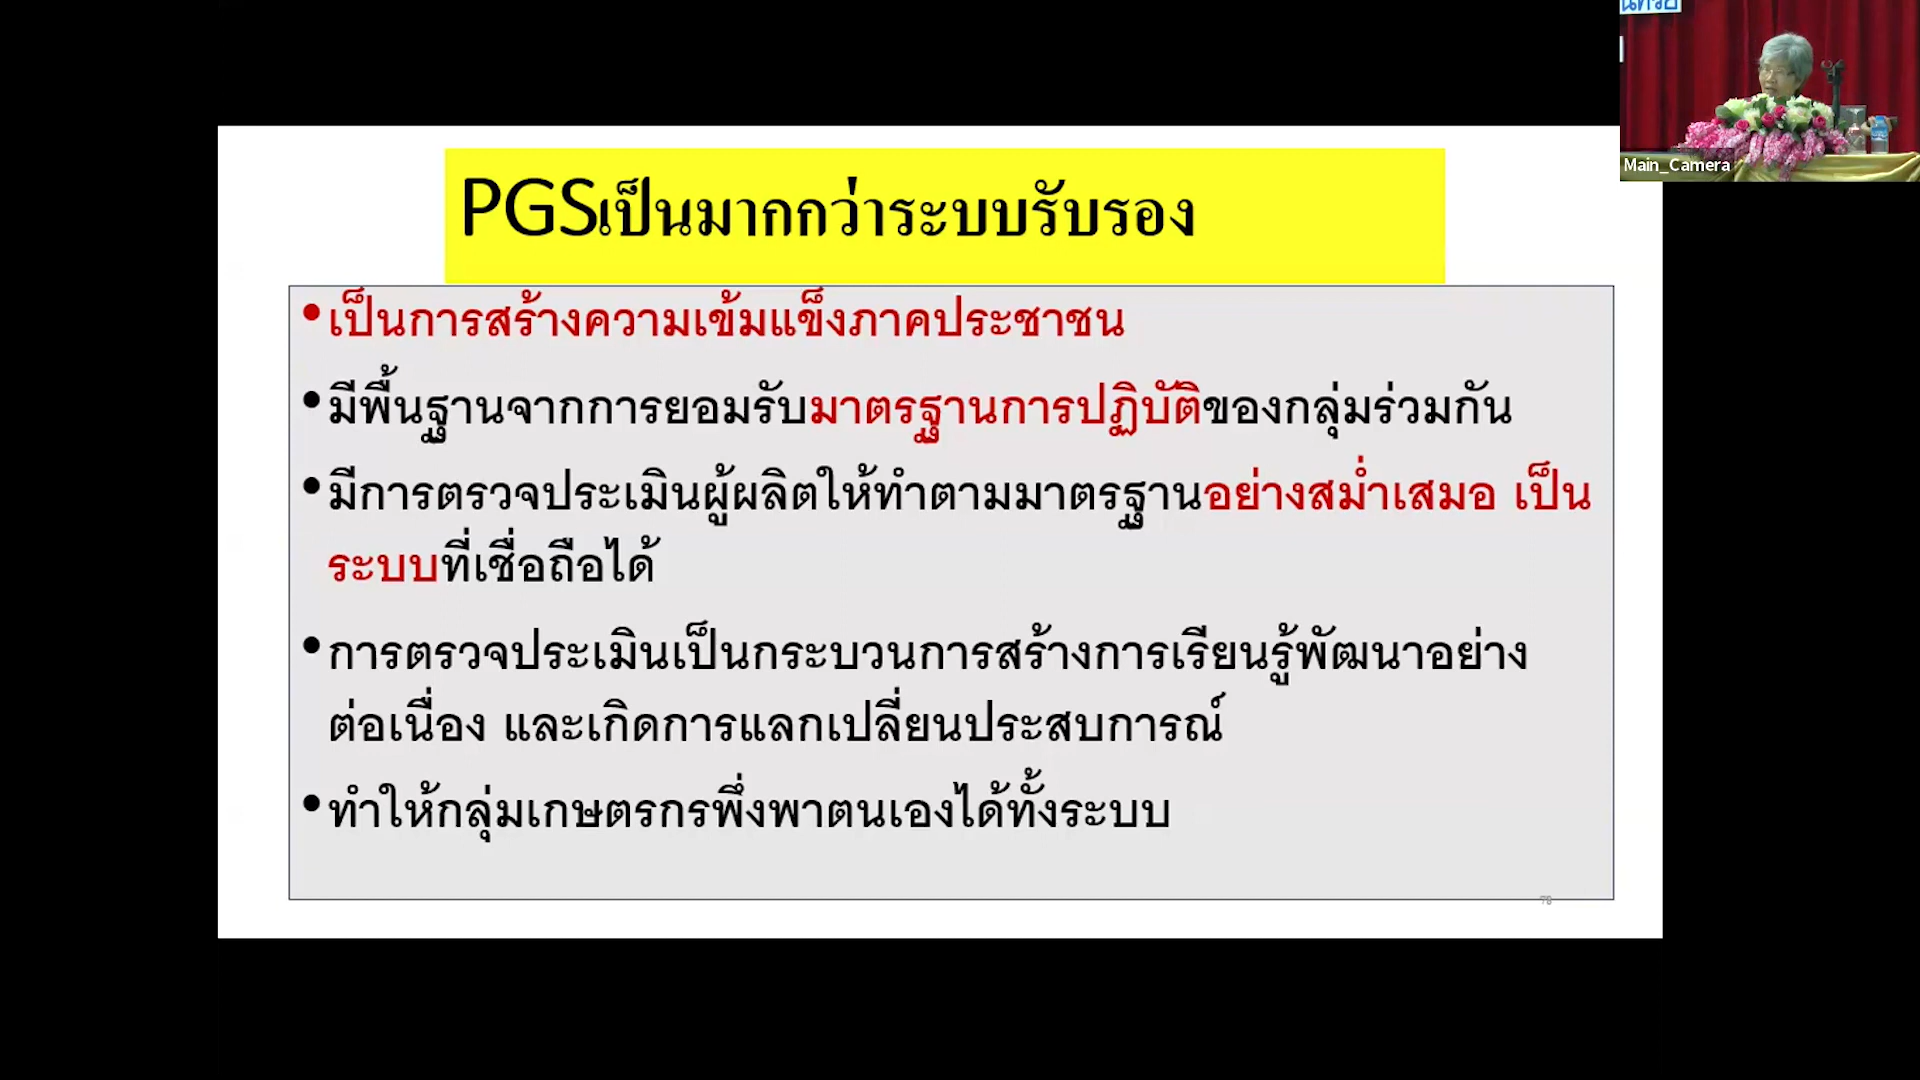 Main_Camera
PGSเป็นมากกว่าระบบรับรอง
•เป็นการสร้างความเข้มแข็งภาคประชาชน
•มีพื้นฐานจากการยอมรับมาตรฐานการปฏิบัติของกลุ่มร่วมกัน
•มีการตรวจประเมินผู้ผลิตให้ทำตามมาตรฐานอย่างสม่ำเสมอ เป็น
ระบบที่เชื่อถือได้
•การตรวจประเมินเป็นกระบวนการสร้างการเรียนรู้พัฒนาอย่าง
ต่อเนื่อง และเกิดการแลกเปลี่ยนประสบการณ์
•ทำให้กลุ่มเกษตรกรพึ่งพาตนเองได้ทั้งระบบ